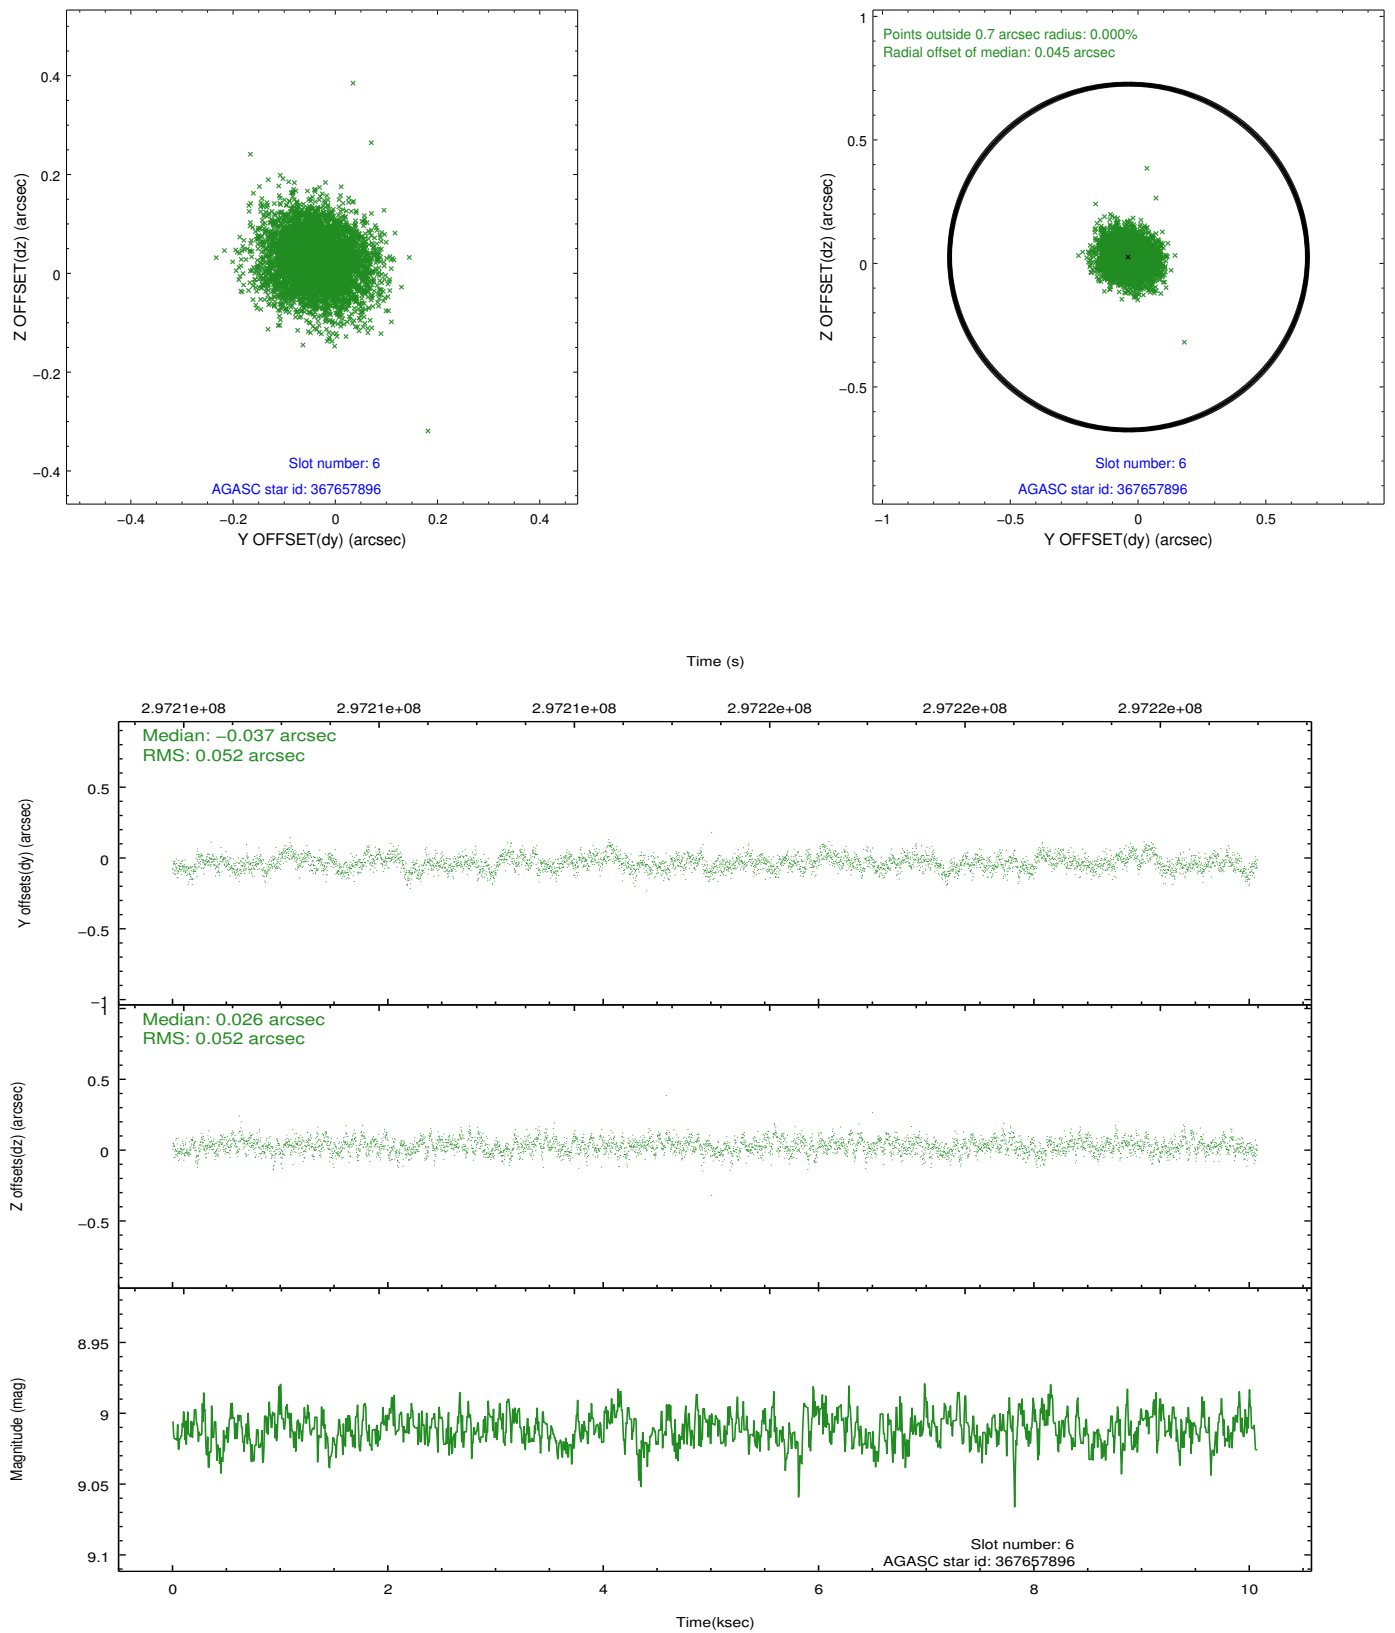 0.4
0.2
0
−0.2
−0.4
Z OFFSET(dz) (arcsec)
Slot number: 6
AGASC star id: 367657896
−0.4
−0.2
0
0.2
0.4
Y OFFSET(dy) (arcsec)
Points outside 0.7 arcsec radius: 0.000%
Radial offset of median: 0.045 arcsec
1
0.5
0
−0.5
Z OFFSET(dz) (arcsec)
Slot number: 6
AGASC star id: 367657896
−1
−0.5
0
0.5
Y OFFSET(dy) (arcsec)
Time (s)
2.9721e+08
2.9721e+08
2.9721e+08
2.9722e+08
2.9722e+08
2.9722e+08
Median: −0.037 arcsec
RMS: 0.052 arcsec
0.5
0
−0.5
−1
Y offsets(dy) (arcsec)
Median: 0.026 arcsec
RMS: 0.052 arcsec
1
0.5
0
−0.5
Z offsets(dz) (arcsec)
8.95
9
9.05
9.1
Magnitude (mag)
Slot number: 6
AGASC star id: 367657896
0
2
4
6
8
10
Time(ksec)